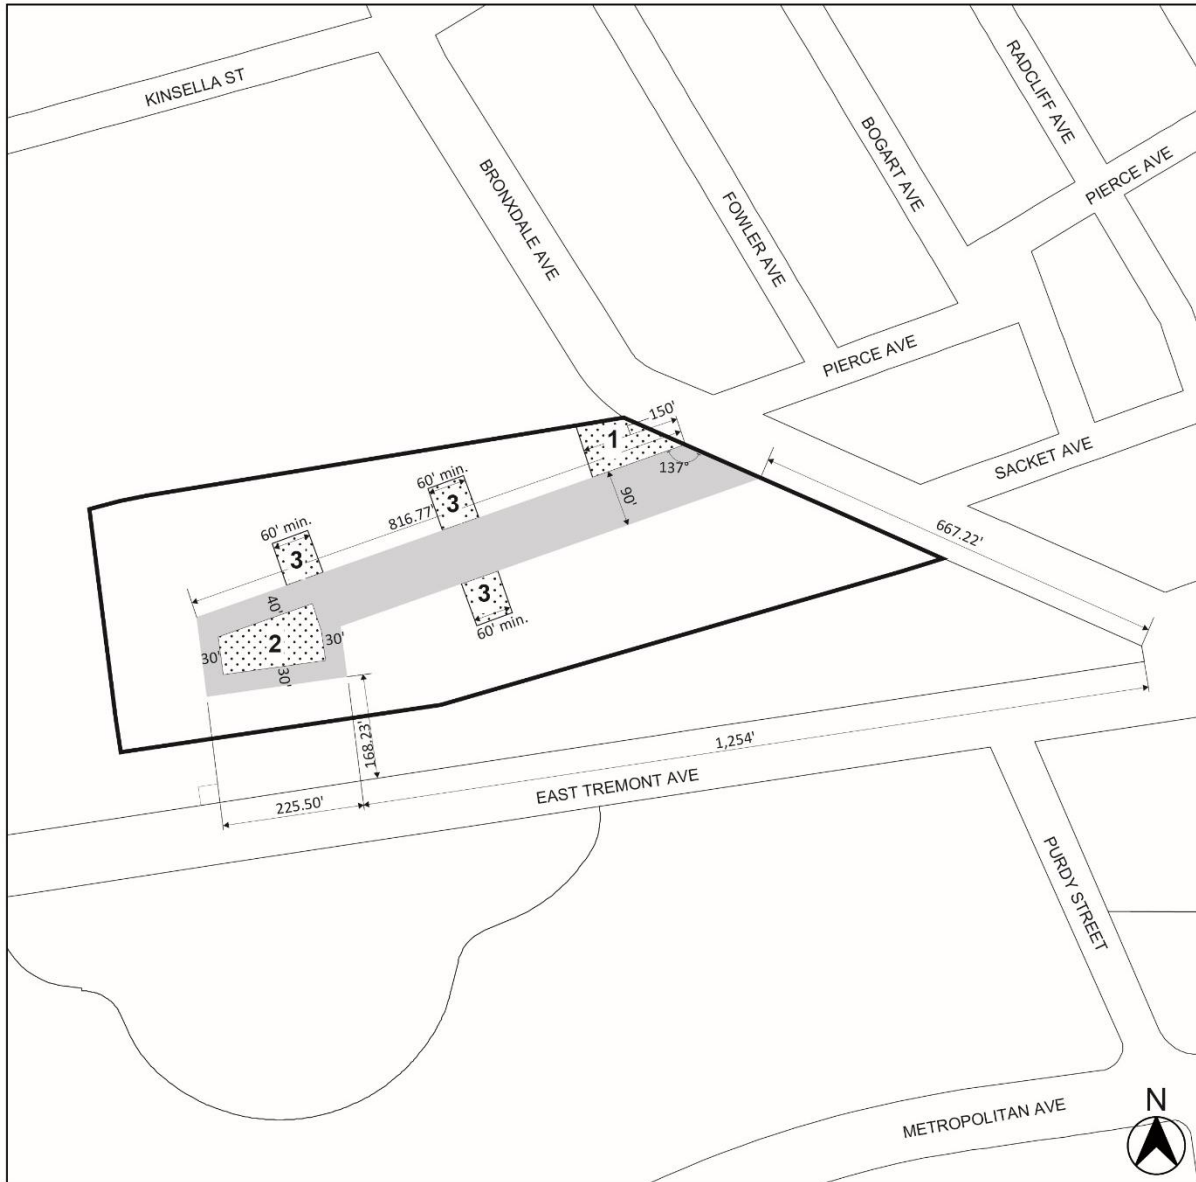 KINSELLA ST
BRONXDALE AVE
FOWLER AVE
BOGART AVE
RADCLIFF AVE
PIERCE AVE
PIERCE AVE
SACKET AVE
150'
1
137°
60' min.
3
816.77'
90'
60' min.
3
667.22'
40'
3
60' min.
30'
2
30'
30'
168.23'
1,254'
225.50'
EAST TREMONT AVE
PURDY STREET
METROPOLITAN AVE
N